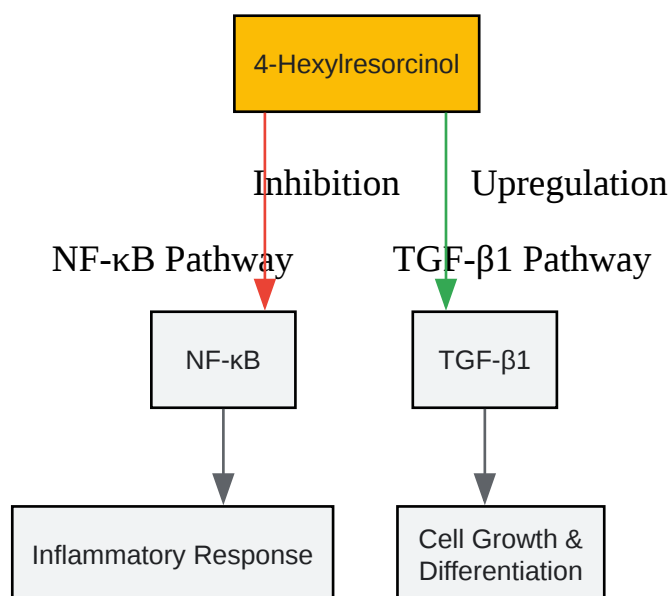 4-Hexylresorcinol
Inhibition
Upregulation
NF-κB Pathway
TGF-β1 Pathway
NF-κB
TGF-β1
Inflammatory Response
Cell Growth &
Differentiation